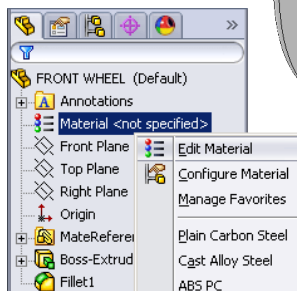 »
FRONT WHEEL (Default)
A Annotations
Material <not specified>
Front Plane
Edit Material
Top Plane
Configure Material
Right Plane
Manage Favorites
Origin
MateReferen
Plain Carbon Steel
Boss-Extrud
Cast Alloy Steel
Fillet1
ABS PC